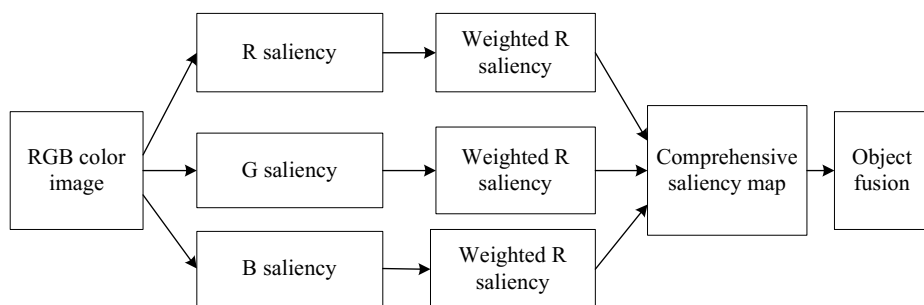 R saliency
Weighted R
saliency
RGB color
image
G saliency
Weighted R
saliency
Comprehensive
saliency map
Object
fusion
B saliency
Weighted R
saliency